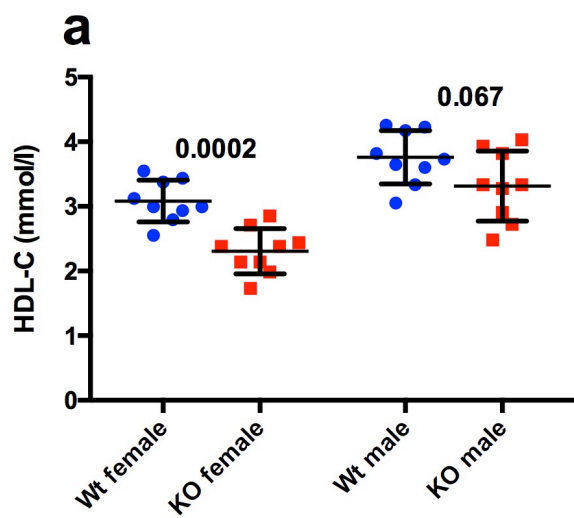 a
5
4
3
2
1
0
HDL-C (mmol/l)
0.0002
0.067
Wt female
KO female
Wt male
KO male